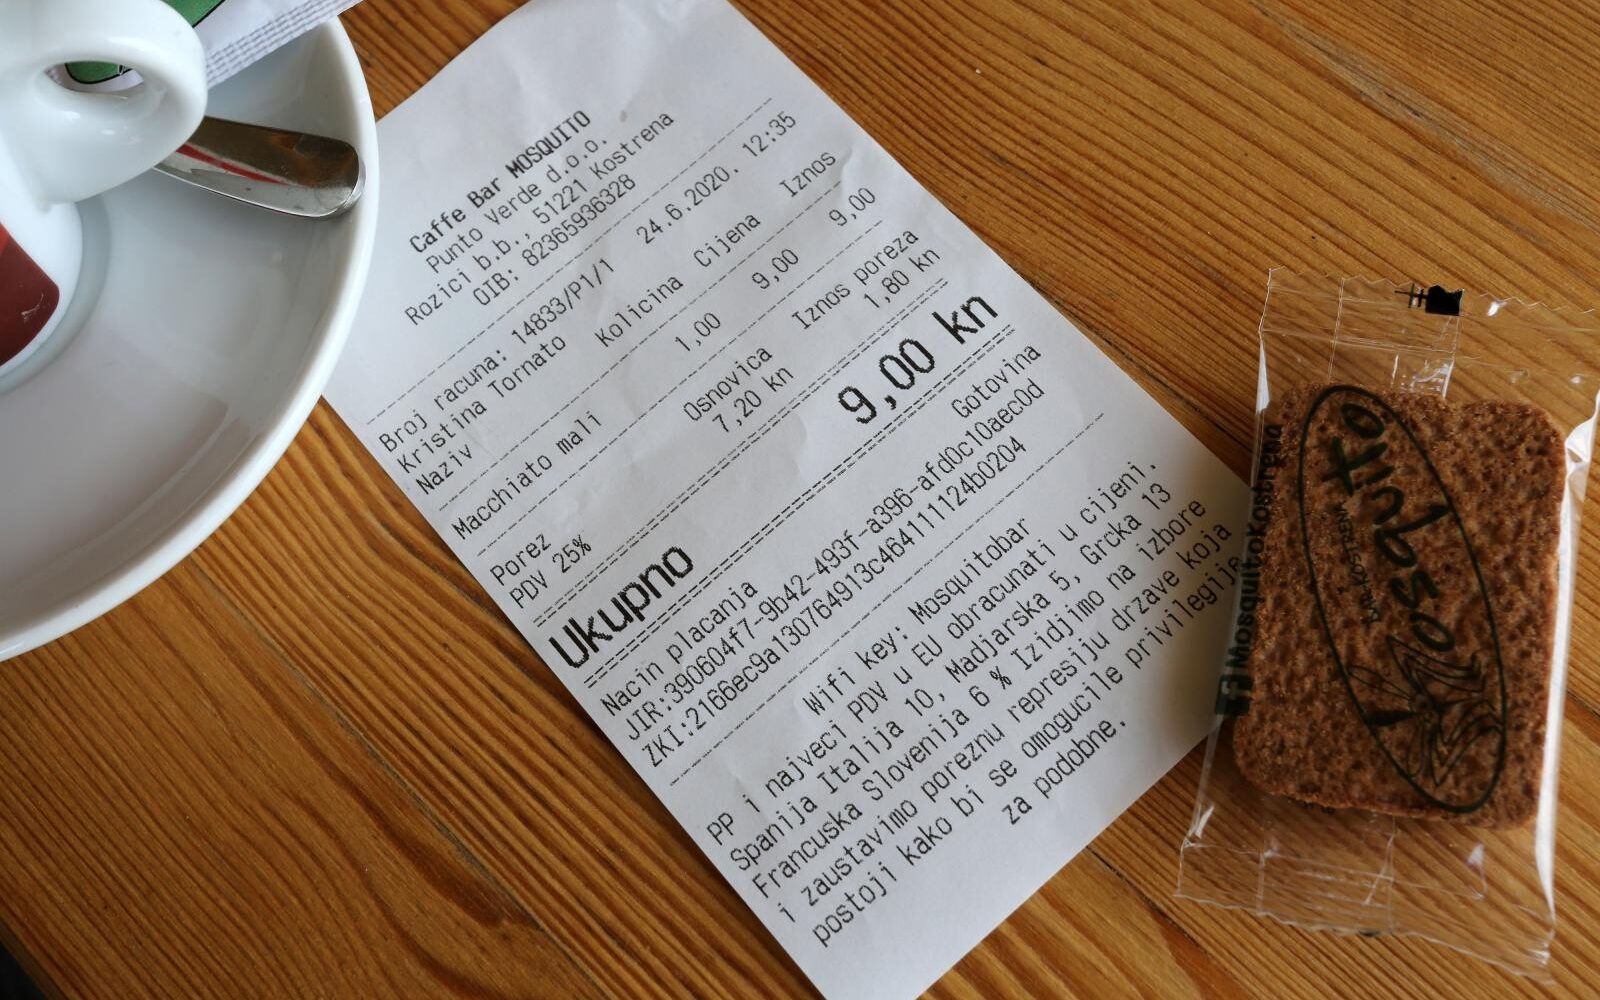 Caffe Bar MOSQUITO
Punto Verde d.o.o.
Rozici b.b., 51221 Kostrena
OIB: 82365936328
Broj racuna: 14833/P1/1 24.6.2020. 12:35
Kristina Tornato
Naziv Kolicina Cijena Iznos
Macchiato mali 1,00 9,00 9,00
Porez Osnovica Iznos poreza
PDV 25% 7,20 kn 1,80 kn
Ukupno 9,00 kn
Nacin placanja Gotovina
JIR:390604f7-9b42-493f-a396-afd0c10aec0d
ZKI:2166ec9a130764913c464111124b0204
Wifi key: Mosquitobar
PP i najveci PDV u EU obracunati u cijeni.
Spanija Italija 10, Madjarska 5, Grcka 13
Francuska Slovenija 6 % Izidjimo na izbore
i zaustavimo poreznu represiju drzave koja
postoji kako bi se omogucile privilegije
za podobne.
MosquitoKostrena
Mosquito
BAR KOSTRENA